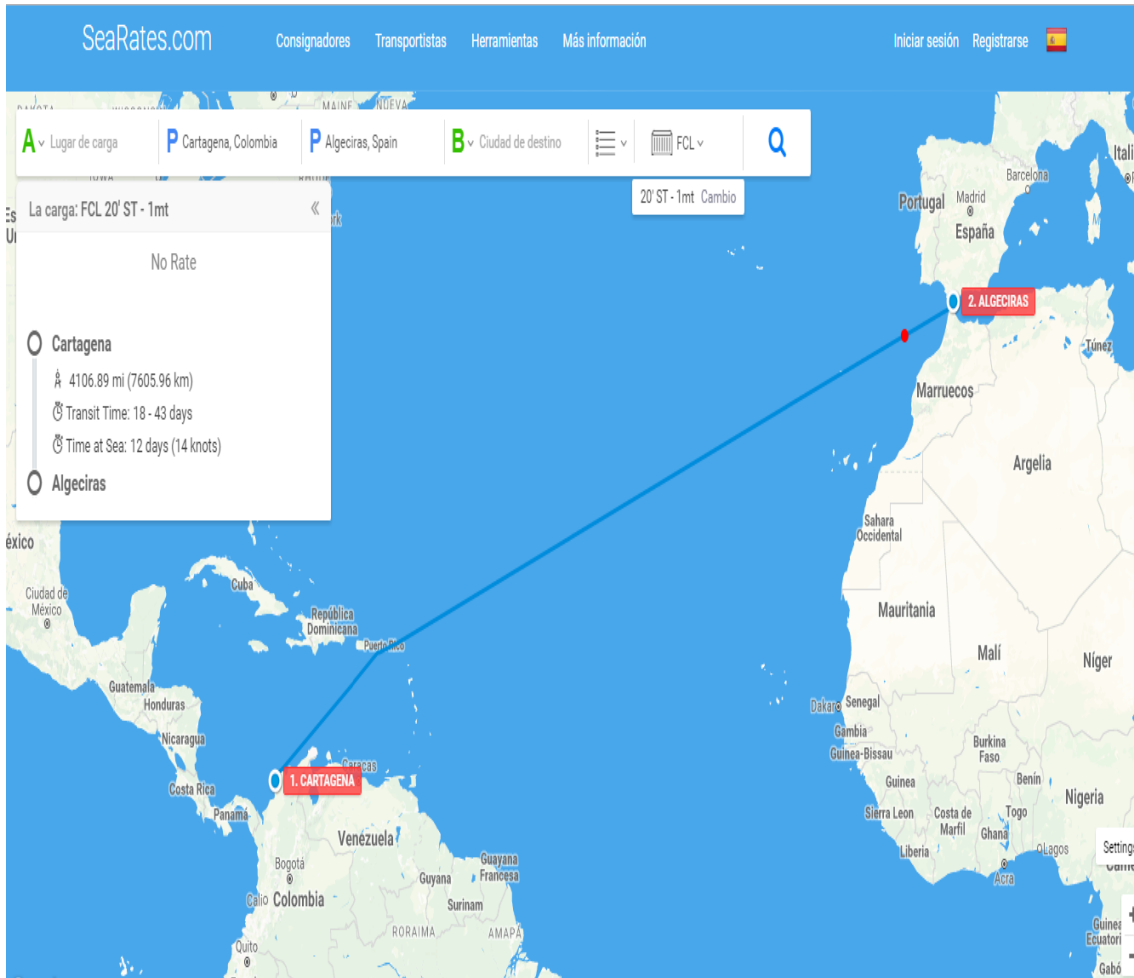 SeaRates.com
Consignadores Transportistas Herramientas Más información
Iniciar sesión Registrarse
MAINE NUEVA
A Lugar de carga
P Cartagena, Colombia
P Algeciras, Spain
B Ciudad de destino
FCL
20' ST - 1mt Cambio
La carga: FCL 20' ST - 1mt
No Rate
Cartagena
4106.89 mi (7605.96 km)
Transit Time: 18 - 43 days
Time at Sea: 12 days (14 knots)
Algeciras
Barcelona
Portugal
Madrid
España
2. ALGECIRAS
Túnez
Marruecos
Argelia
Sahara
Occidental
Mauritania
Malí
Níger
Dakar
Senegal
Gambia
Guinea-Bissau
Burkina
Faso
Guinea
Benín
Nigeria
Sierra Leon
Costa de
Marfil
Togo
Ghana
Liberia
Lagos
Acra
Settings
Ciudad de
México
Cuba
República
Dominicana
Puerto Rico
Guatemala
Honduras
Nicaragua
Costa Rica
Panamá
Caracas
1. CARTAGENA
Venezuela
Bogotá
Guyana
Guayana
Francesa
Cali
Colombia
Surinam
RORAIMA
AMAPÁ
Quito